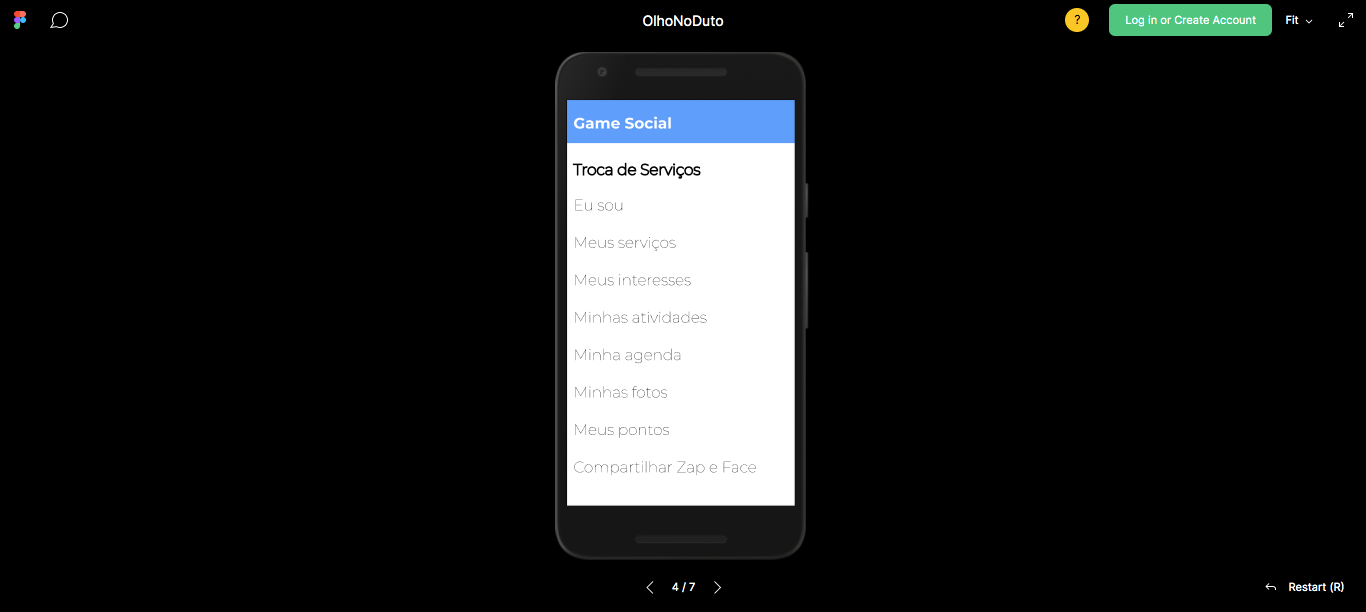 OlhoNoDuto
?
Log in or Create Account
Fit
Game Social
Troca de Serviços
Eu sou
Meus serviços
Meus interesses
Minhas atividades
Minha agenda
Minhas fotos
Meus pontos
Compartilhar Zap e Face
4 / 7
Restart (R)